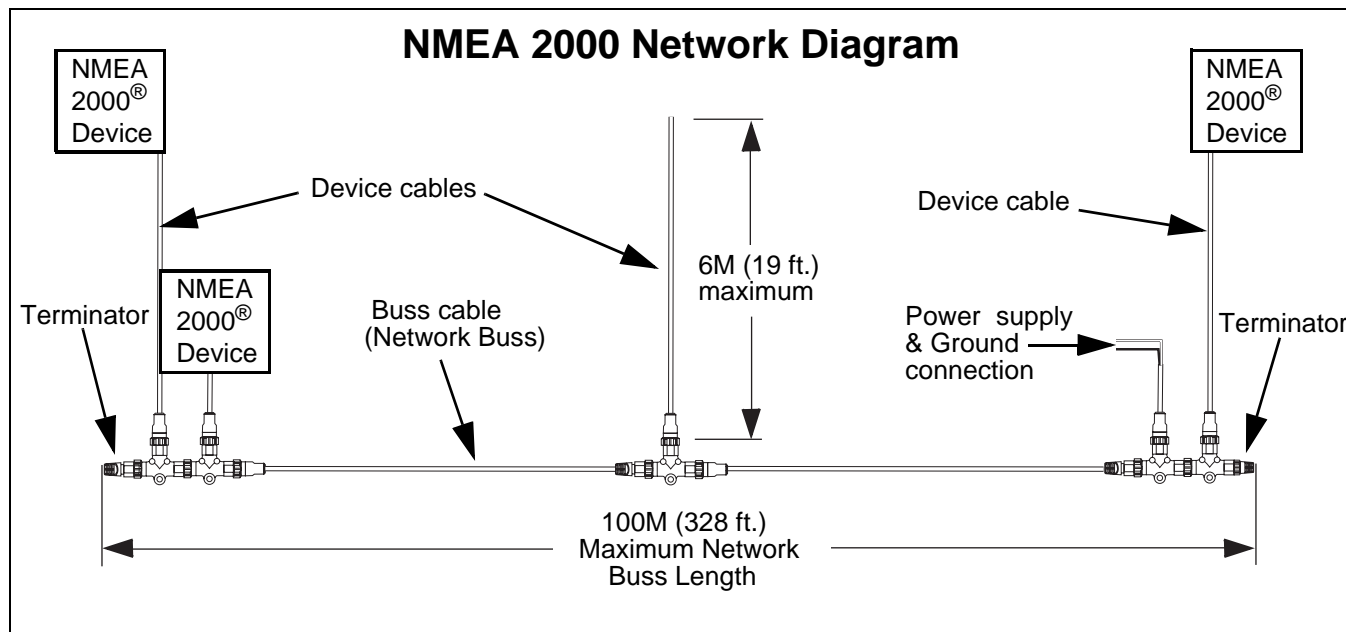 NMEA 2000 Network Diagram
NMEA
2000®
Device
NMEA
2000®
Device
Device cables
Device cable
6M (19 ft.)
maximum
NMEA
2000®
Device
Terminator
Buss cable
(Network Buss)
Power supply
& Ground
connection
Terminator
100M (328 ft.)
Maximum Network
Buss Length